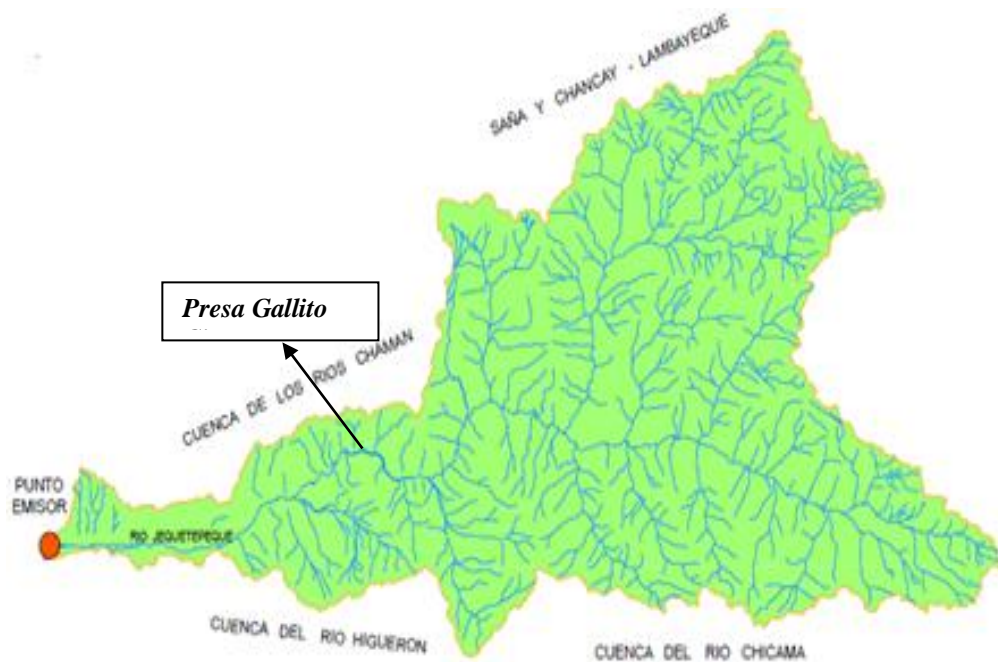 SAÑA Y CHANCAY - LAMBAYEQUE
Presa Gallito
CUENCA DE LOS RIOS CHAMAN
PUNTO
EMISOR
RIO JEQUETEPEQUE
CUENCA DEL RIO HIGUERON
CUENCA DEL RIO CHICAMA